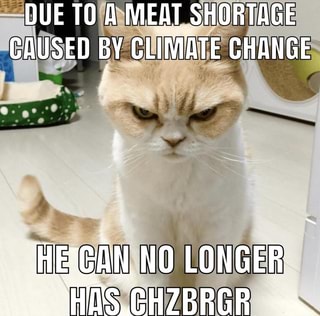 DUE TO A MEAT SHORTAGE
CAUSED BY CLIMATE CHANGE
HE CAN NO LONGER
HAS CHZBRGR